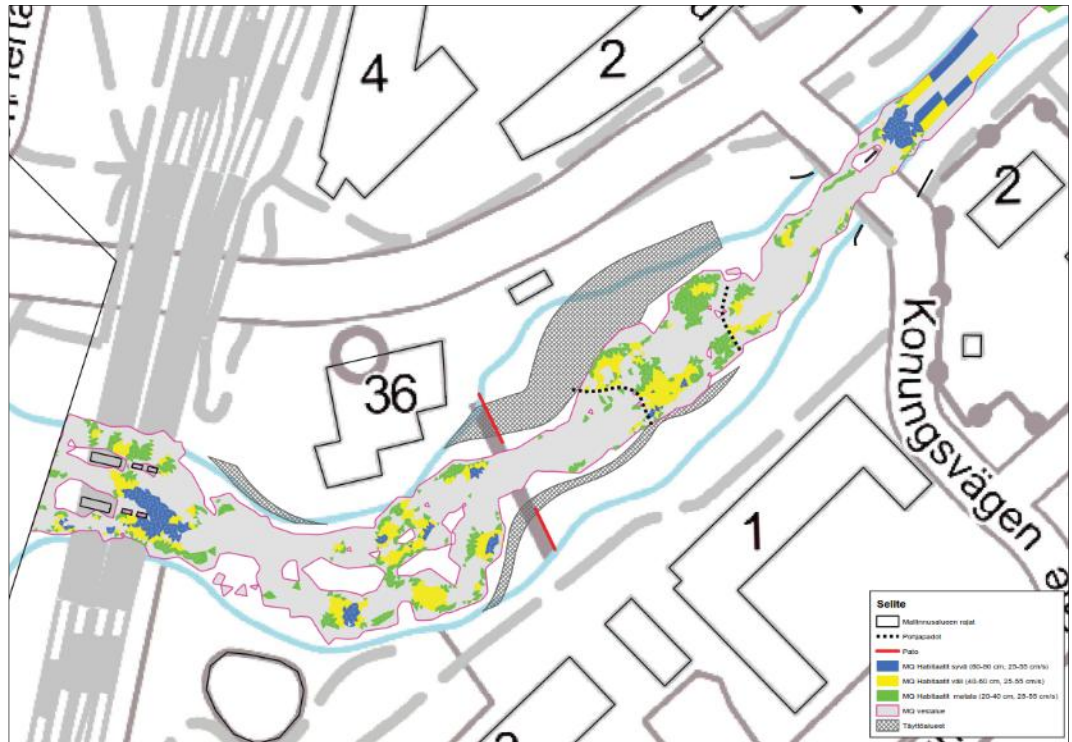 4
2
2
36
1
Konungsvägen
Selite
Mallinnusalueen rajat
Pohjapadot
Pato
MQ Habitaatit syvä (60-90 cm, 25-55 cm/s)
MQ Habitaatit väli (40-60 cm, 25-55 cm/s)
MQ Habitaatit matala (20-40 cm, 25-55 cm/s)
MQ vesialue
Täyttöalueet